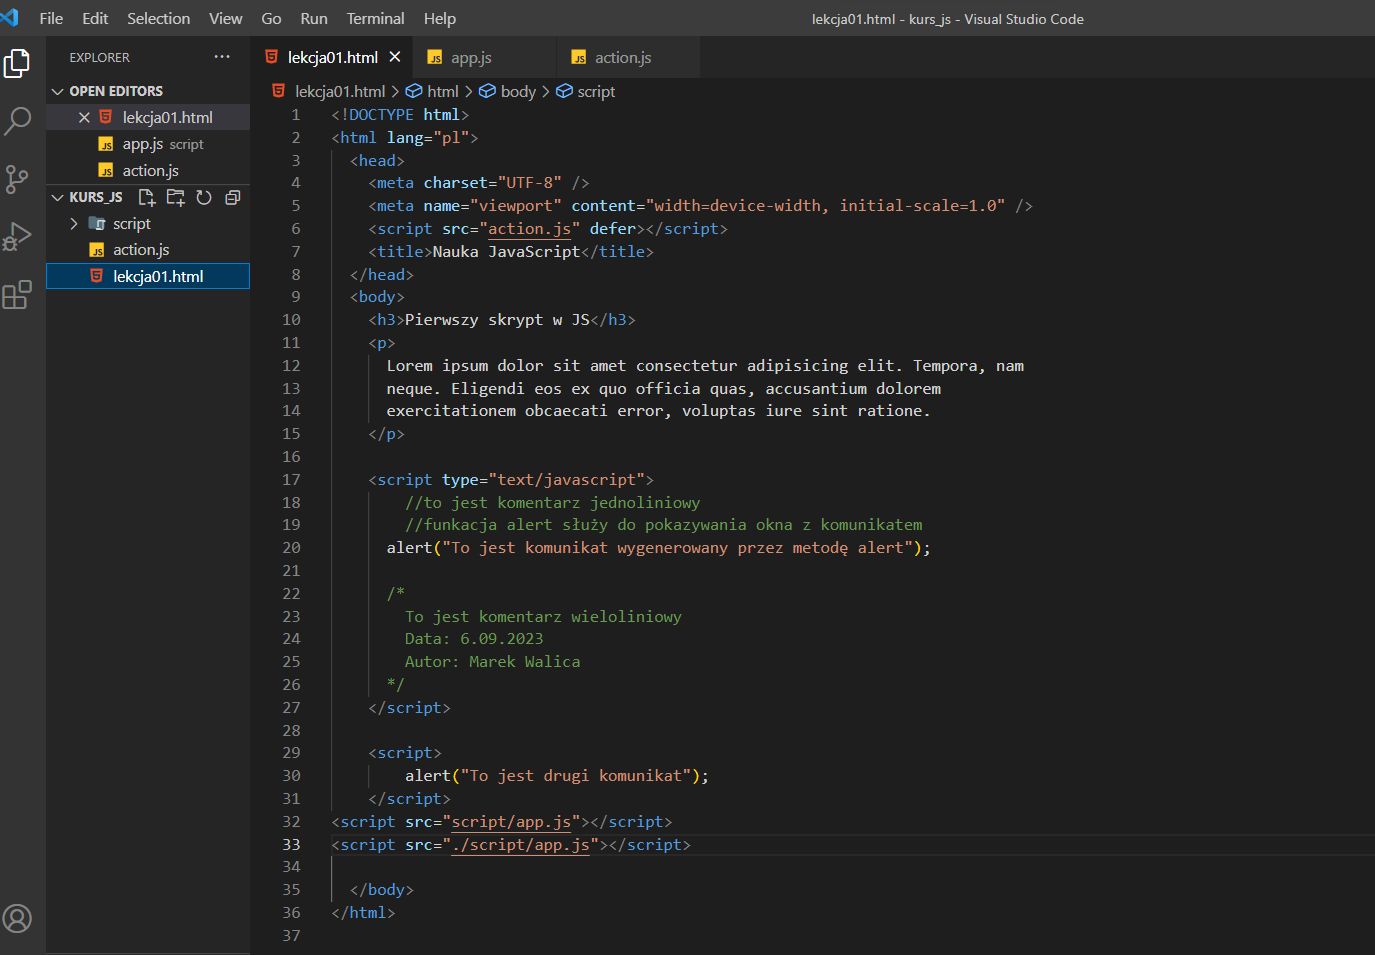 File Edit Selection View Go Run Terminal Help
lekcja01.html - kurs_js - Visual Studio Code
EXPLORER
OPEN EDITORS
lekcja01.html
app.js script
action.js
KURS_JS
script
action.js
lekcja01.html
lekcja01.html app.js action.js
lekcja01.html > html > body > script
1 <!DOCTYPE html>
2 <html lang="pl">
3 <head>
4 <meta charset="UTF-8" />
5 <meta name="viewport" content="width=device-width, initial-scale=1.0" />
6 <script src="action.js" defer></script>
7 <title>Nauka JavaScript</title>
8 </head>
9 <body>
10 <h3>Pierwszy skrypt w JS</h3>
11 <p>
12 Lorem ipsum dolor sit amet consectetur adipisicing elit. Tempora, nam
13 neque. Eligendi eos ex quo officia quas, accusantium dolorem
14 exercitationem obcaecati error, voluptas iure sint ratione.
15 </p>
16
17 <script type="text/javascript">
18 //to jest komentarz jednoliniowy
19 //funkacja alert służy do pokazywania okna z komunikatem
20 alert("To jest komunikat wygenerowany przez metodę alert");
21
22 /*
23 To jest komentarz wieloliniowy
24 Data: 6.09.2023
25 Autor: Marek Walica
26 */
27 </script>
28
29 <script>
30 alert("To jest drugi komunikat");
31 </script>
32 <script src="script/app.js"></script>
33 <script src="./script/app.js"></script>
34
35 </body>
36 </html>
37